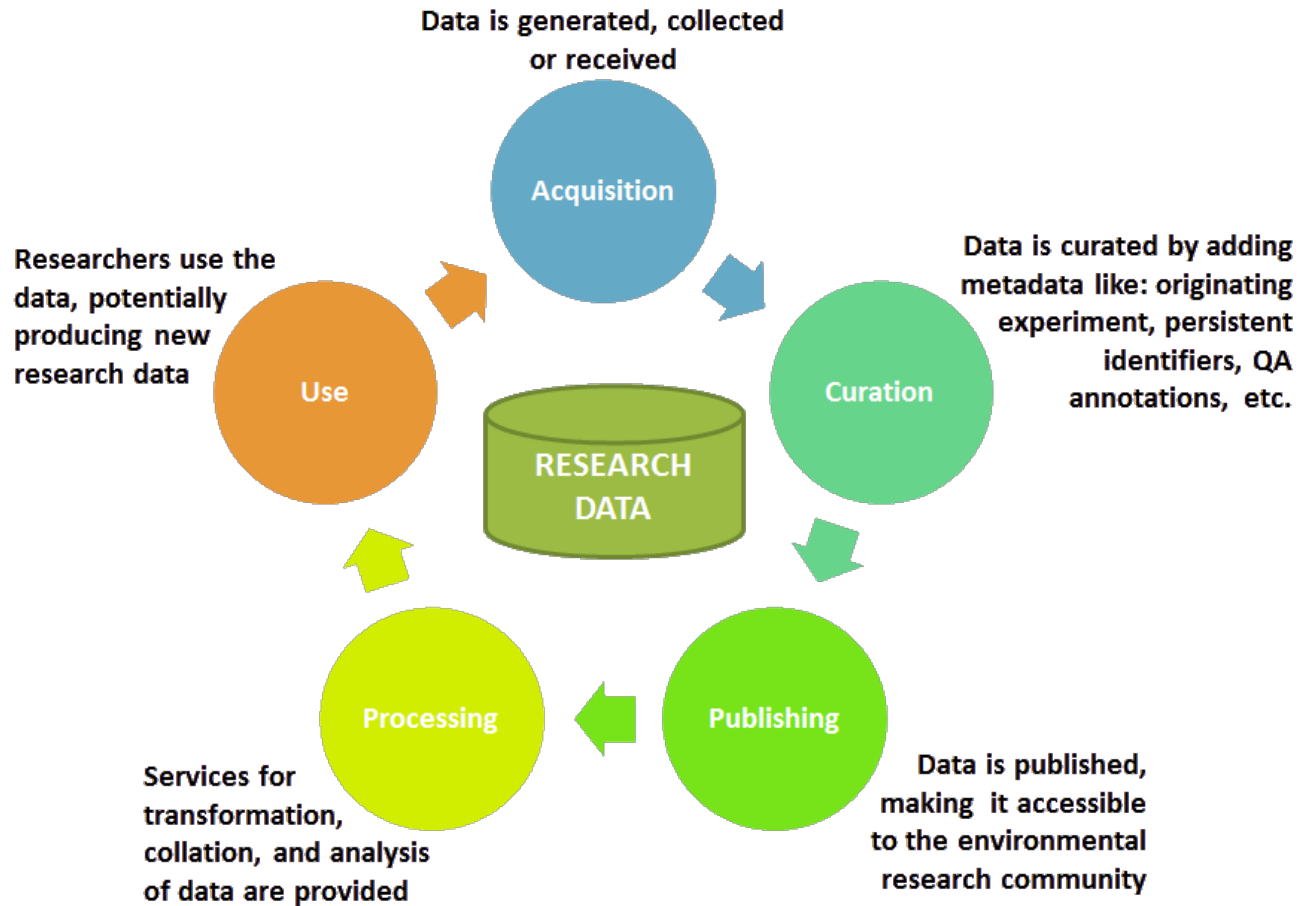 Data is generated, collected
or received
Acquisition
Data is curated by adding
metadata like: originating
experiment, persistent
identifiers, QA
annotations, etc.
Curation
Researchers use the
data, potentially
producing new
research data
Use
RESEARCH
DATA
Processing
Publishing
Services for
transformation,
collation, and analysis
of data are provided
Data is published,
making it accessible
to the environmental
research community